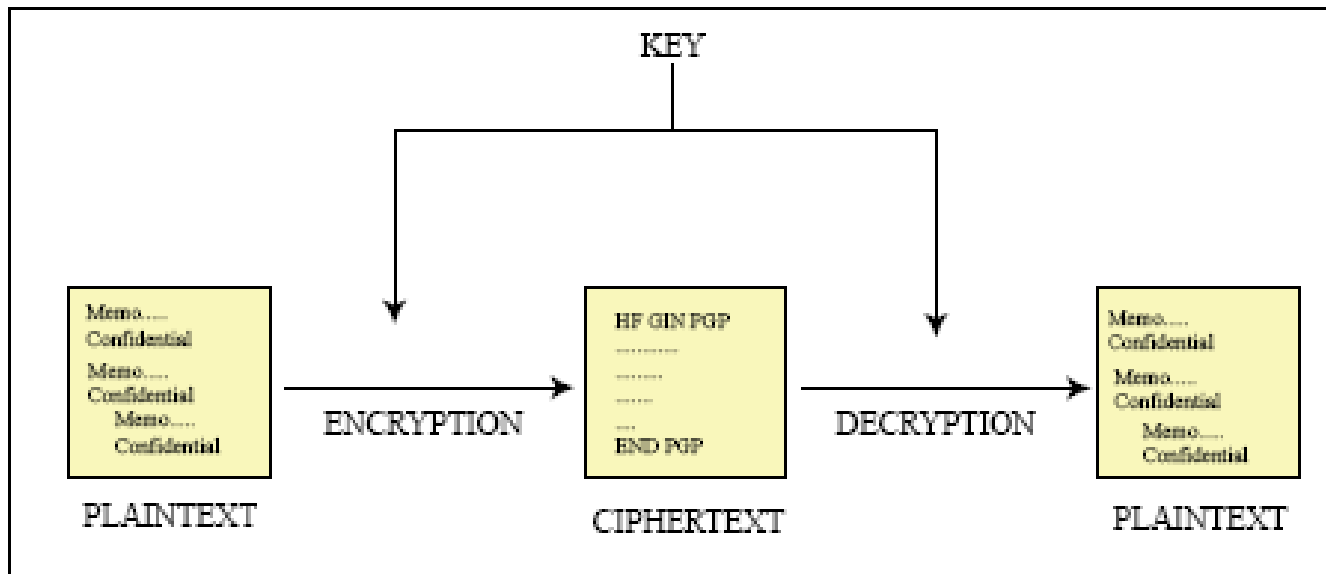 KEY
Memo.....
Confidential
Memo.....
Confidential
Memo.....
Confidential
PLAINTEXT
ENCRYPTION
HF GIN PGP
...........
........
......
....
END PGP
CIPHERTEXT
DECRYPTION
Memo.....
Confidential
Memo.....
Confidential
Memo.....
Confidential
PLAINTEXT